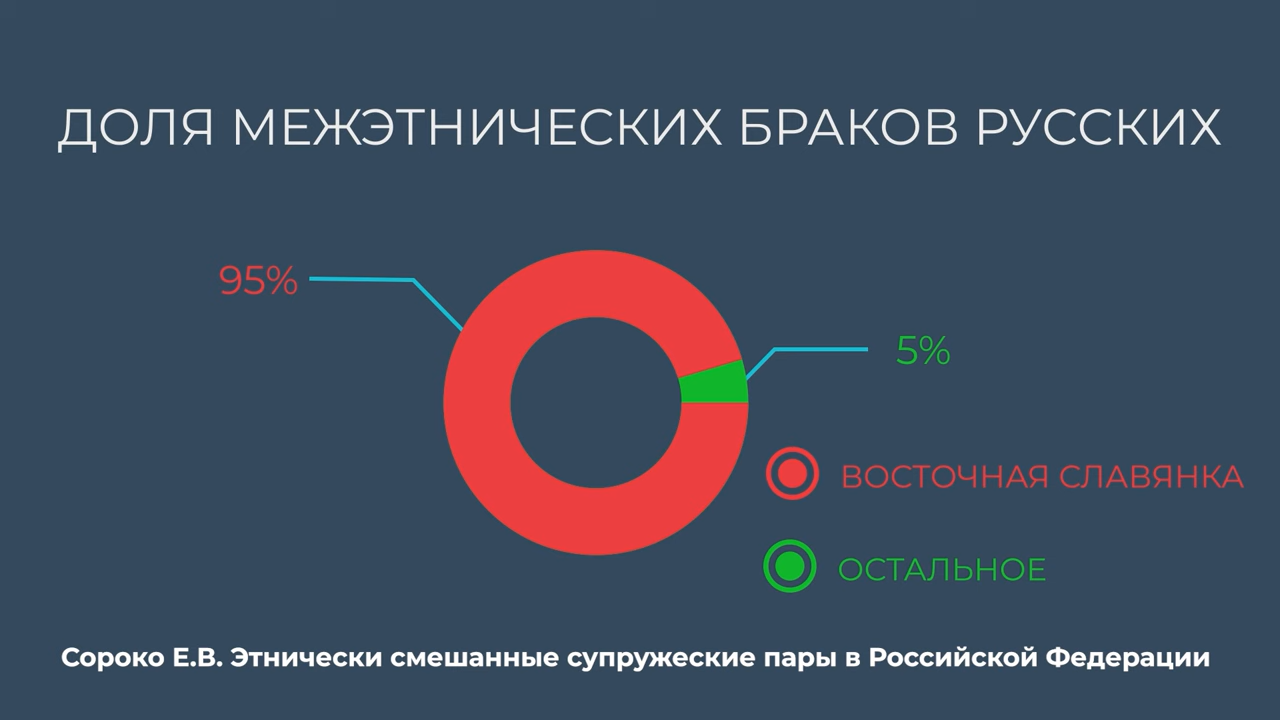 ДОЛЯ МЕЖЭТНИЧЕСКИХ БРАКОВ РУССКИХ
95%
5%
ВОСТОЧНАЯ СЛАВЯНКА
ОСТАЛЬНОЕ
Сороко Е.В. Этнически смешанные супружеские пары в Российской Федерации